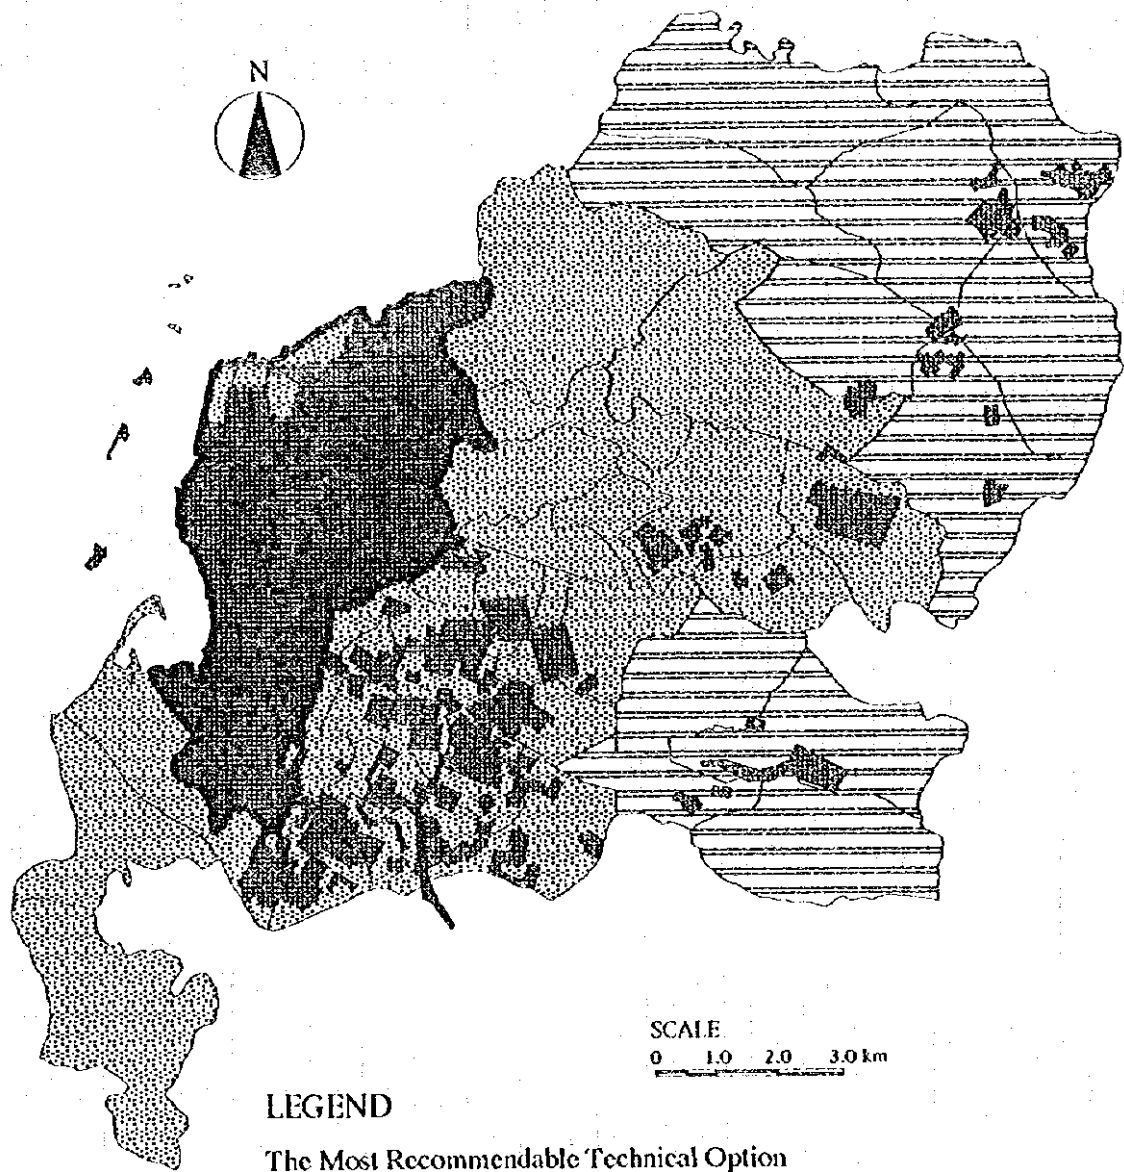 N
SCALE
0 1.0 2.0 3.0 km
LEGEND
The Most Recommendable Technical Option